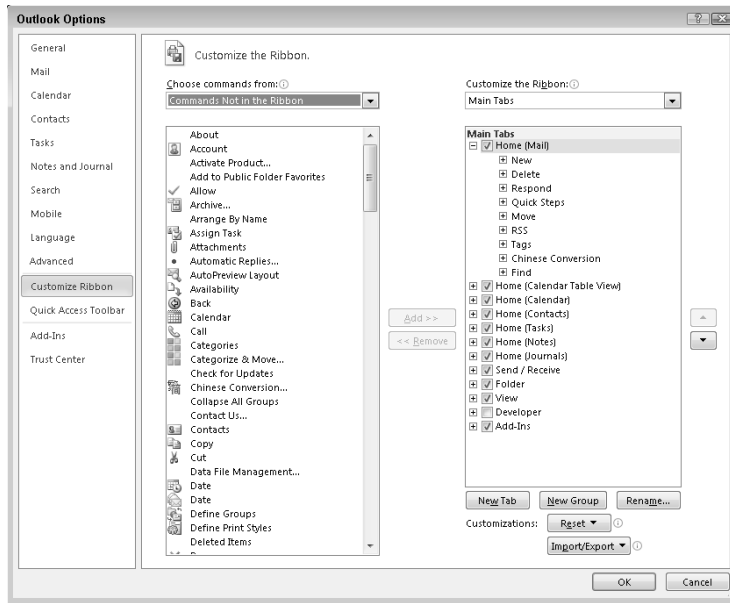 Outlook Options
General
Mail
Calendar
Contacts
Tasks
Notes and Journal
Search
Mobile
Language
Advanced
Customize Ribbon
Quick Access Toolbar
Add-Ins
Trust Center
Customize the Ribbon.
Choose commands from:
Commands Not in the Ribbon
About
Account
Activate Product...
Add to Public Folder Favorites
Allow
Archive...
Arrange By Name
Assign Task
Attachments
Automatic Replies...
AutoPreview Layout
Availability
Back
Calendar
Call
Categories
Categorize & Move...
Check for Updates
Chinese Conversion...
Collapse All Groups
Contact Us...
Contacts
Copy
Cut
Data File Management...
Date
Date
Define Groups
Define Print Styles
Deleted Items
Add >>
<< Remove
Customize the Ribbon:
Main Tabs
Main Tabs
Home (Mail)
New
Delete
Respond
Quick Steps
Move
RSS
Tags
Chinese Conversion
Find
Home (Calendar Table View)
Home (Calendar)
Home (Contacts)
Home (Tasks)
Home (Notes)
Home (Journals)
Send / Receive
Folder
View
Developer
Add-Ins
New Tab
New Group
Rename...
Customizations:
Reset
Import/Export
OK
Cancel